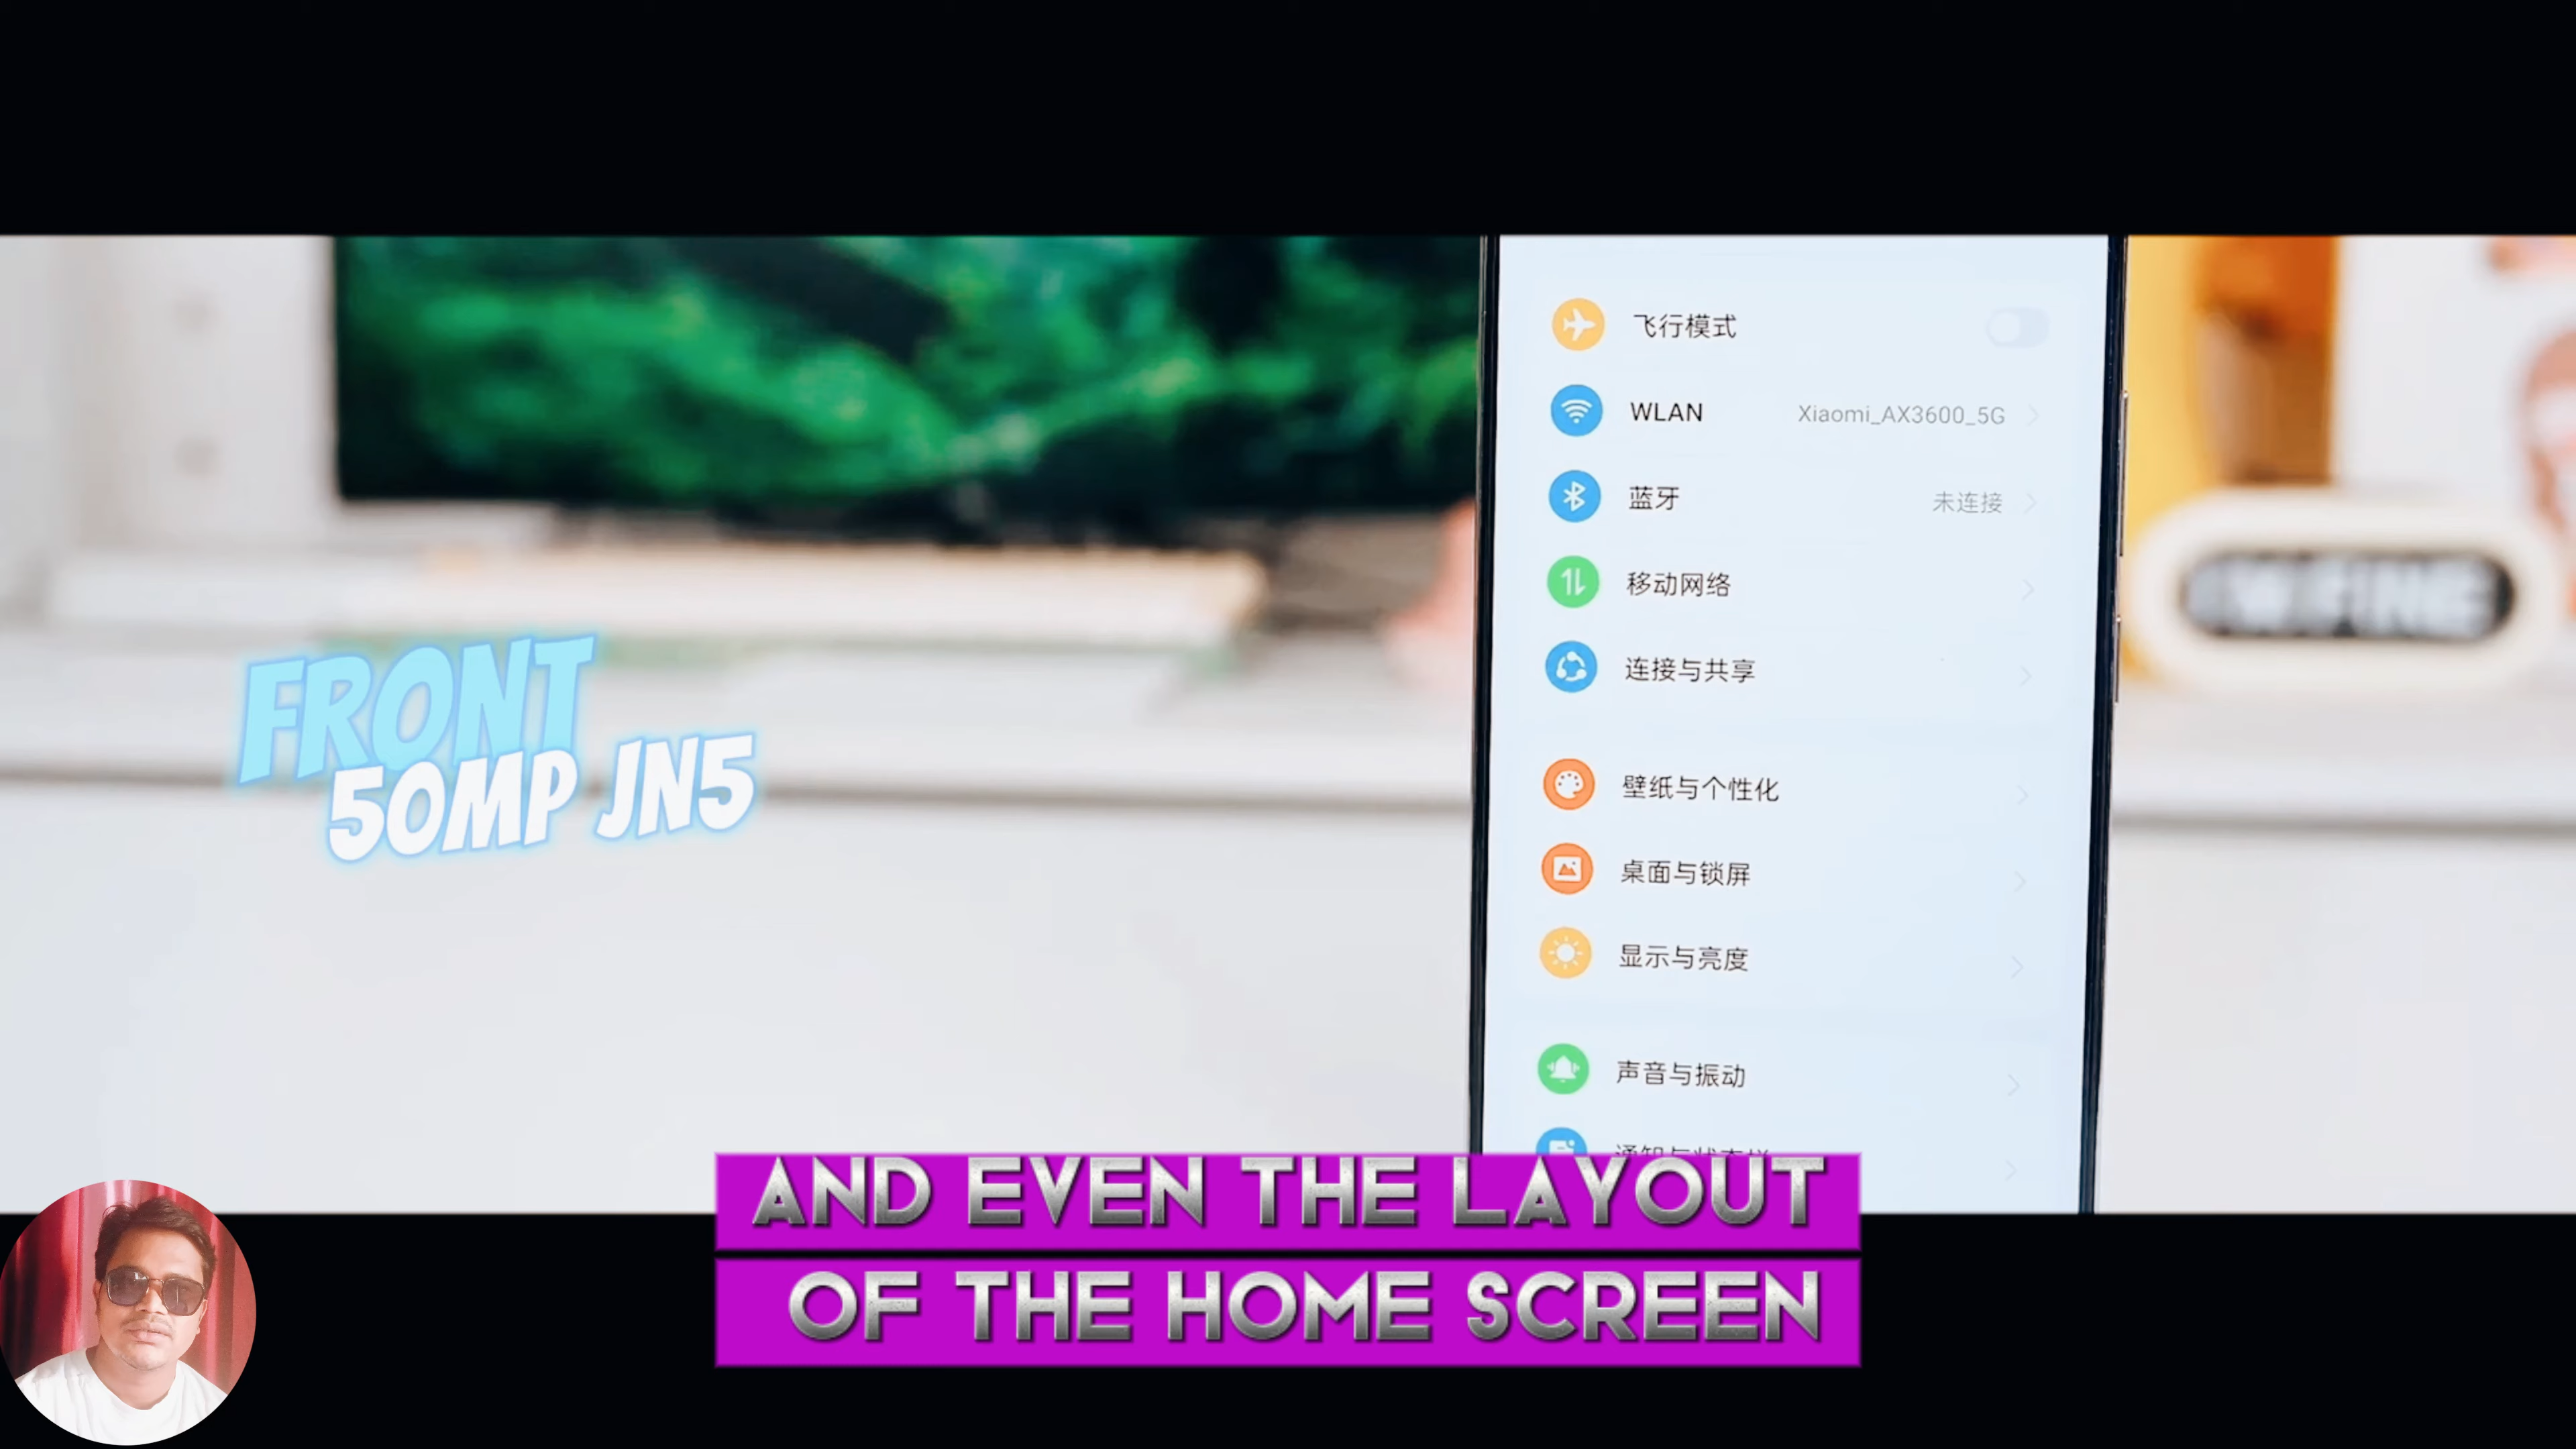 飞行模式
WLAN Xiaomi_AX3600_5G
蓝牙 未连接
移动网络
连接与共享
FRONT
50MP JN5
壁纸与个性化
桌面与锁屏
显示与亮度
声音与振动
AND EVEN THE LAYOUT
OF THE HOME SCREEN